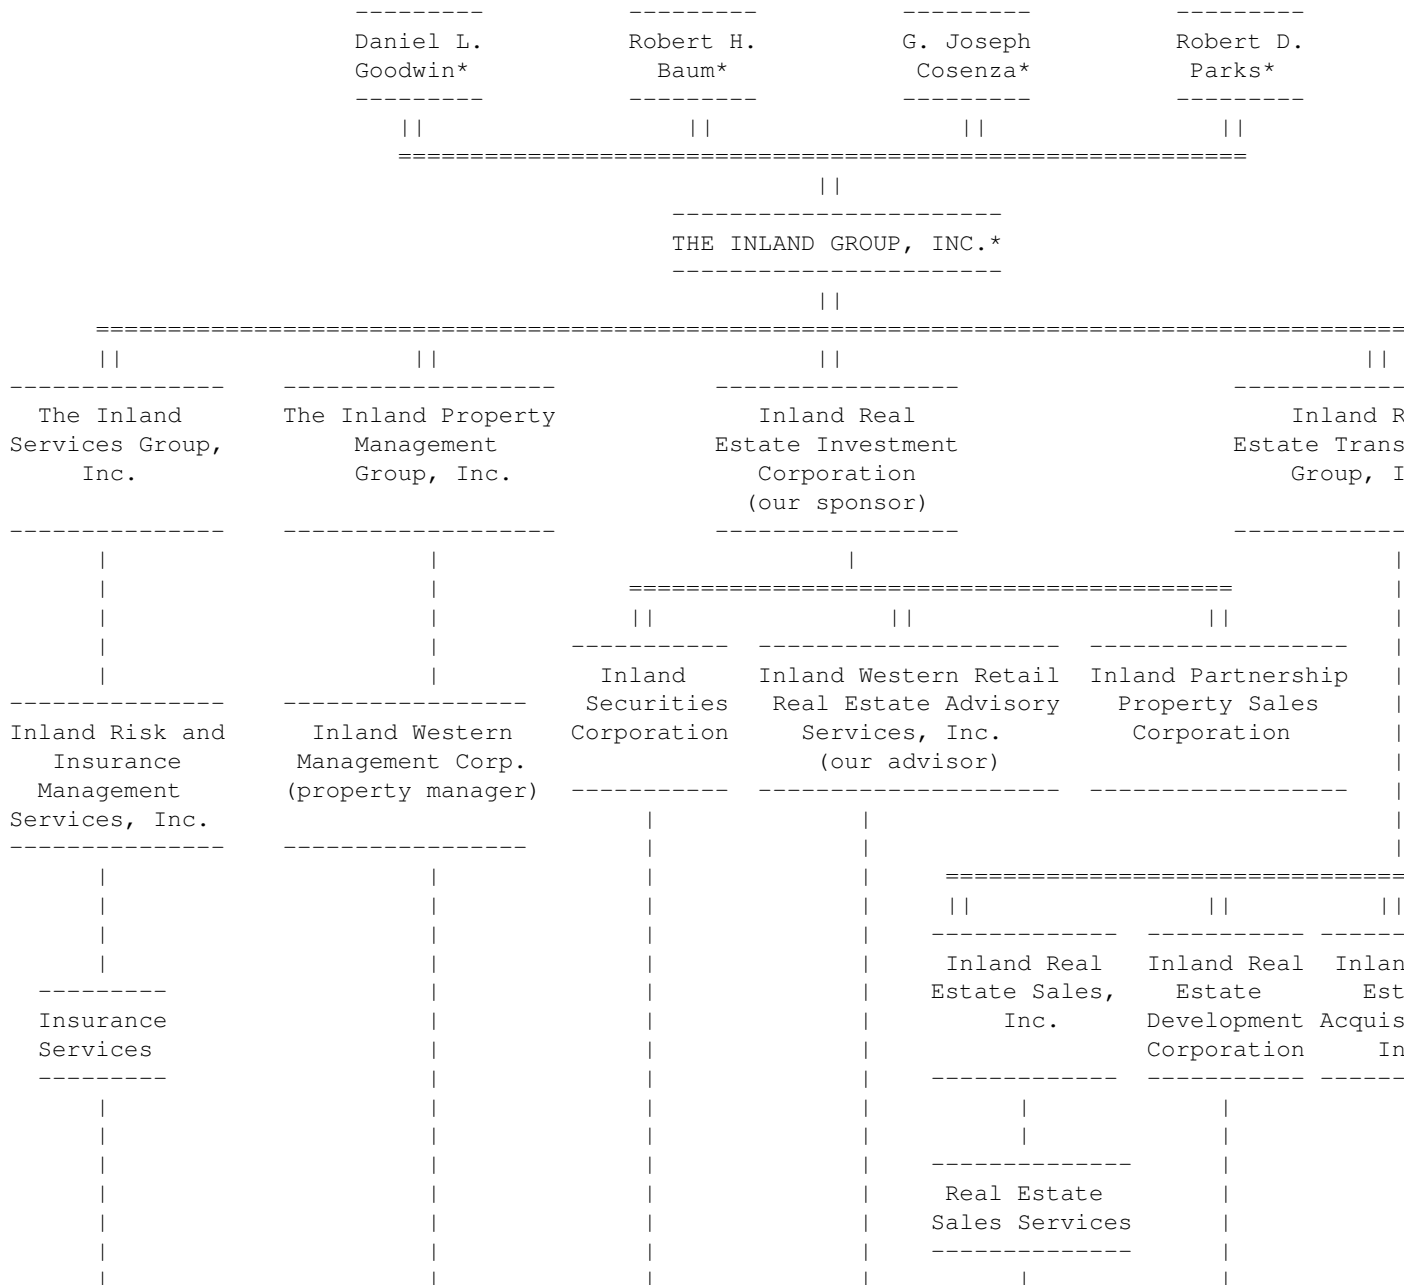 Daniel L. Robert H. G. Joseph Robert D.
Goodwin* Baum* Cosenza* Parks*
THE INLAND GROUP, INC.*
The Inland The Inland Property Inland Real Inland
Services Group, Management Estate Investment Estate
Inc. Group, Inc. Corporation Group,
(our sponsor)
Inland Inland Western Retail Inland Partnership
Securities Real Estate Advisory Property Sales
Inland Risk and Inland Western Corporation Services, Inc. Corporation
Insurance Management Corp. (our advisor)
Management (property manager)
Services, Inc.
Inland Real Inland Real
Estate Sales, Estate
Insurance Inc. Development
Services Corporation
Real Estate
Sales Services